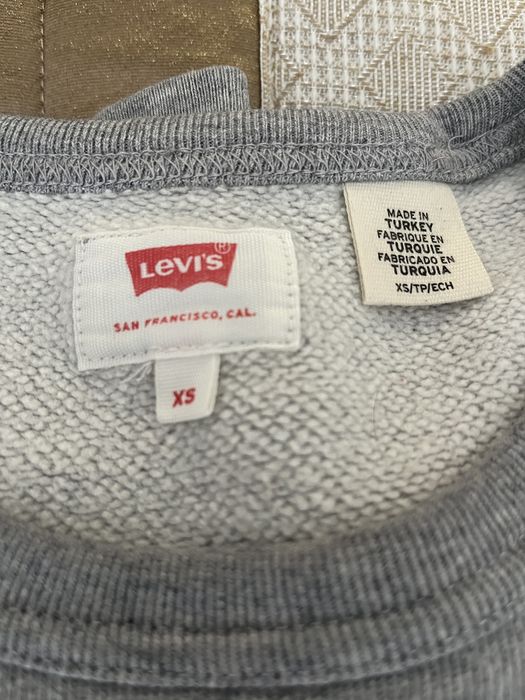 LEVI'S®
SAN FRANCISCO, CAL.
XS
MADE IN
TURKEY
FABRIQUE EN
TURQUIE
FABRICADO EN
TURQUIA
XS/TP/ECH